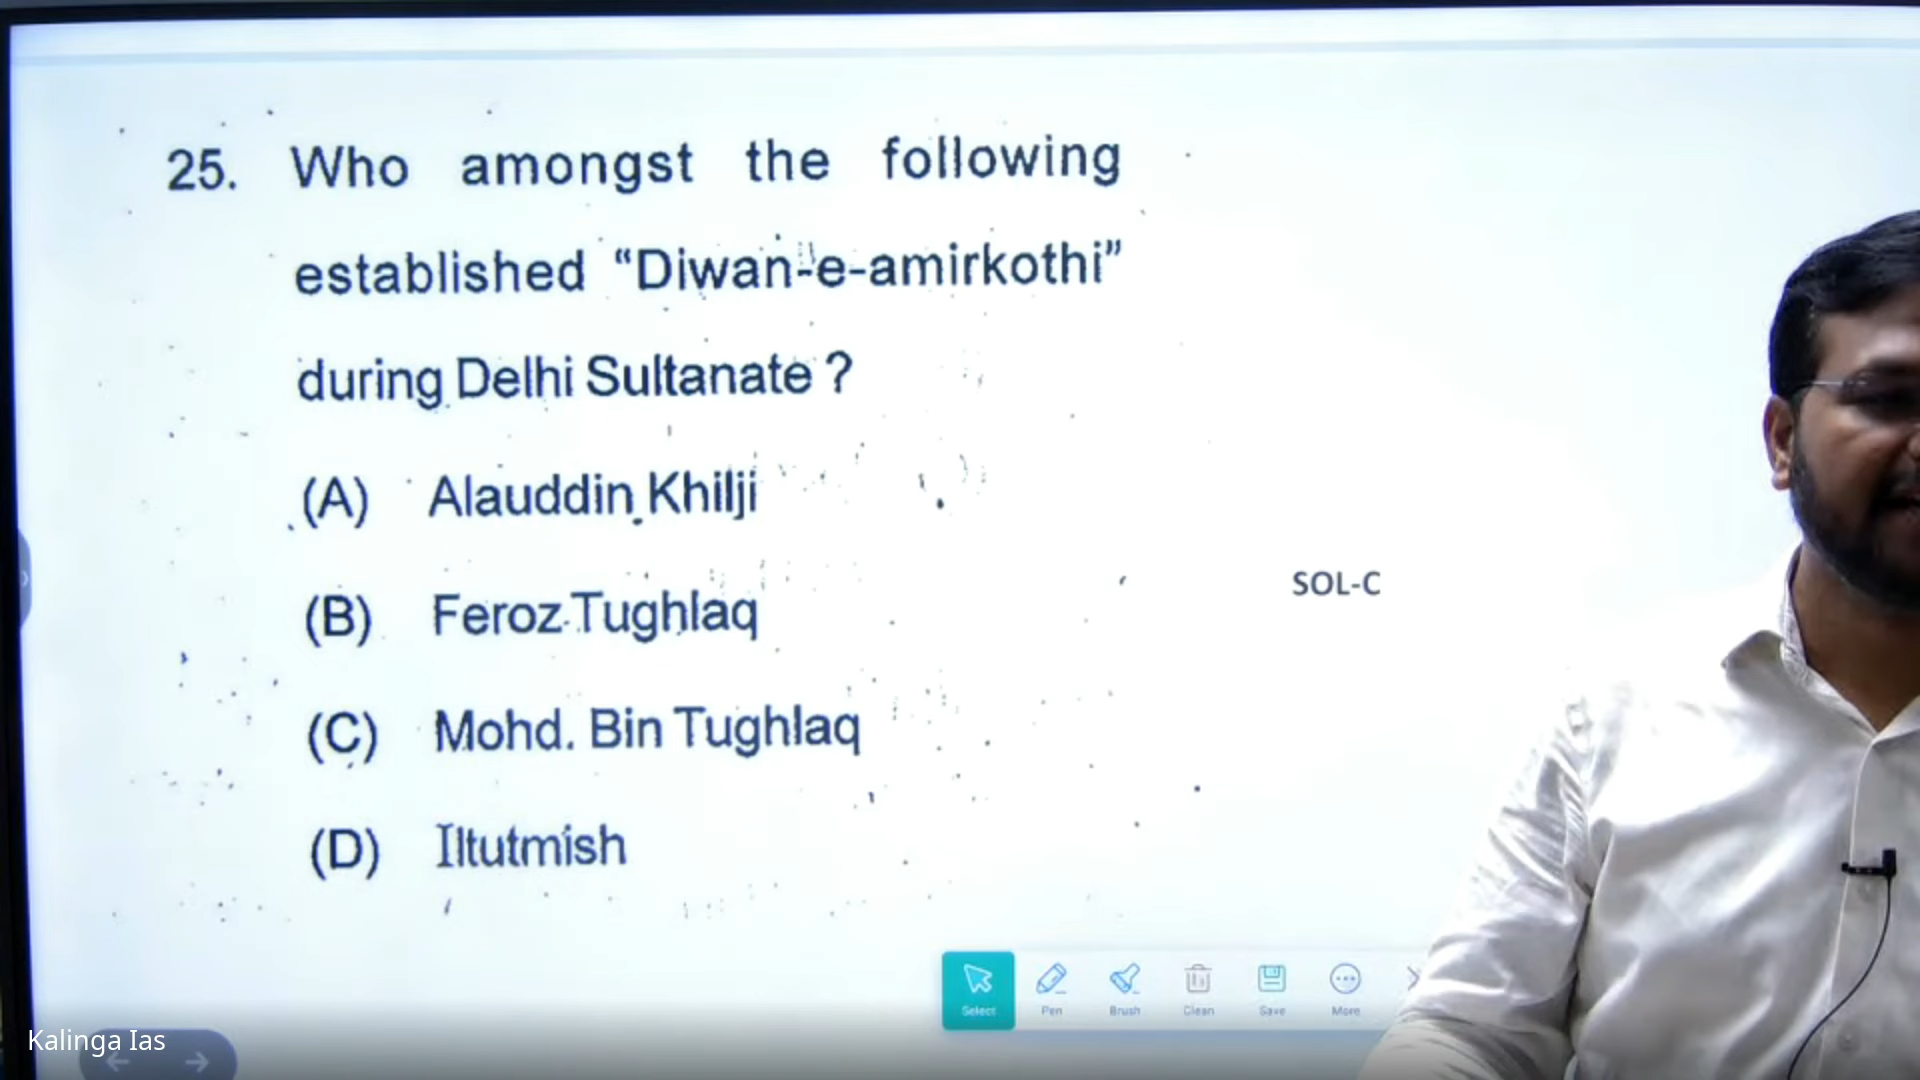 25. Who amongst the following
established “Diwan-e-amirkothi”
during Delhi Sultanate ?
(A) Alauddin Khilji
(B) Feroz Tughlaq
(C) Mohd. Bin Tughlaq
(D) Iltutmish
SOL-C
Select Pen Brush Clean Save More
Kalinga Ias